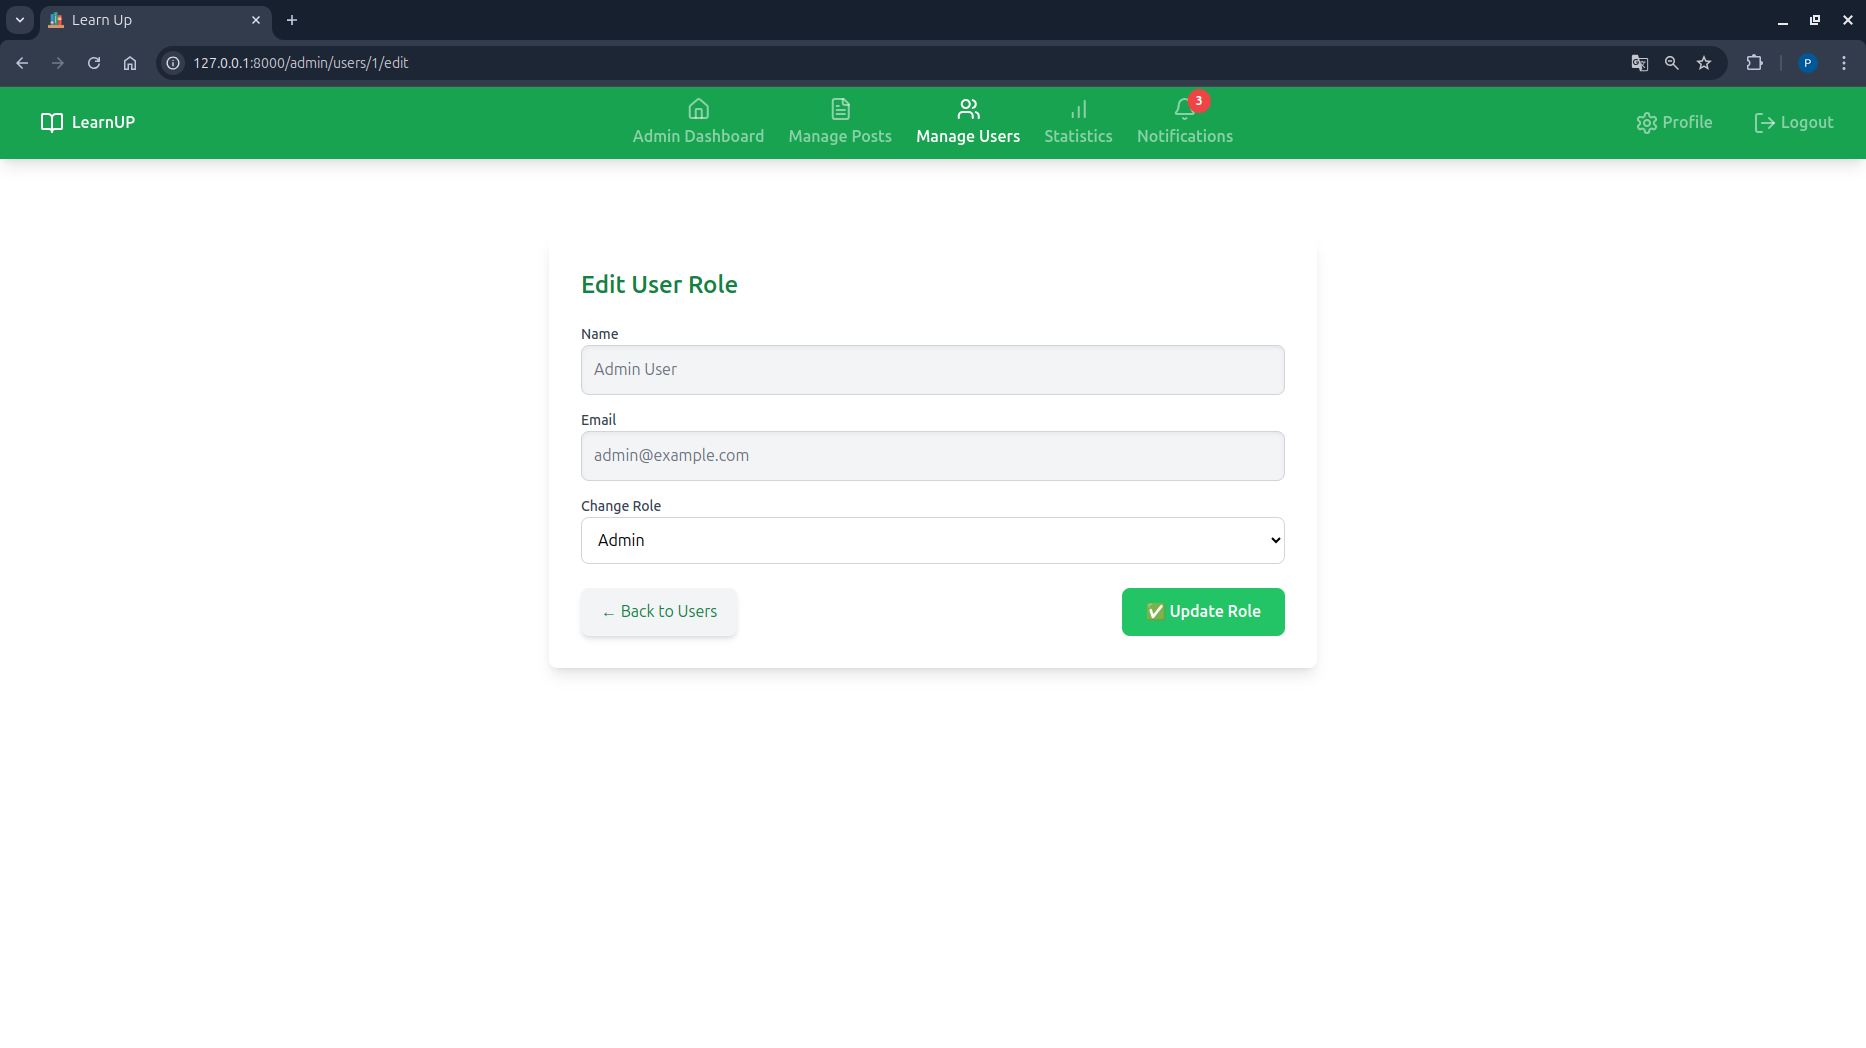 Learn Up
127.0.0.1:8000/admin/users/1/edit
P
LearnUP
Admin Dashboard
Manage Posts
Manage Users
Statistics
3
Notifications
Profile
Logout
Edit User Role
Name
Admin User
Email
admin@example.com
Change Role
Admin
← Back to Users
✅ Update Role